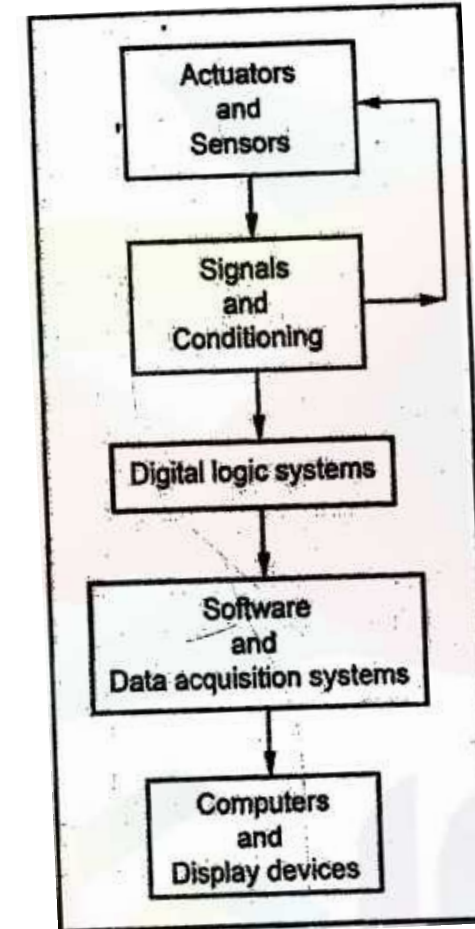 Actuators
and
Sensors
Signals
and
Conditioning
Digital logic systems
Software
and
Data acquisition systems
Computers
and
Display devices